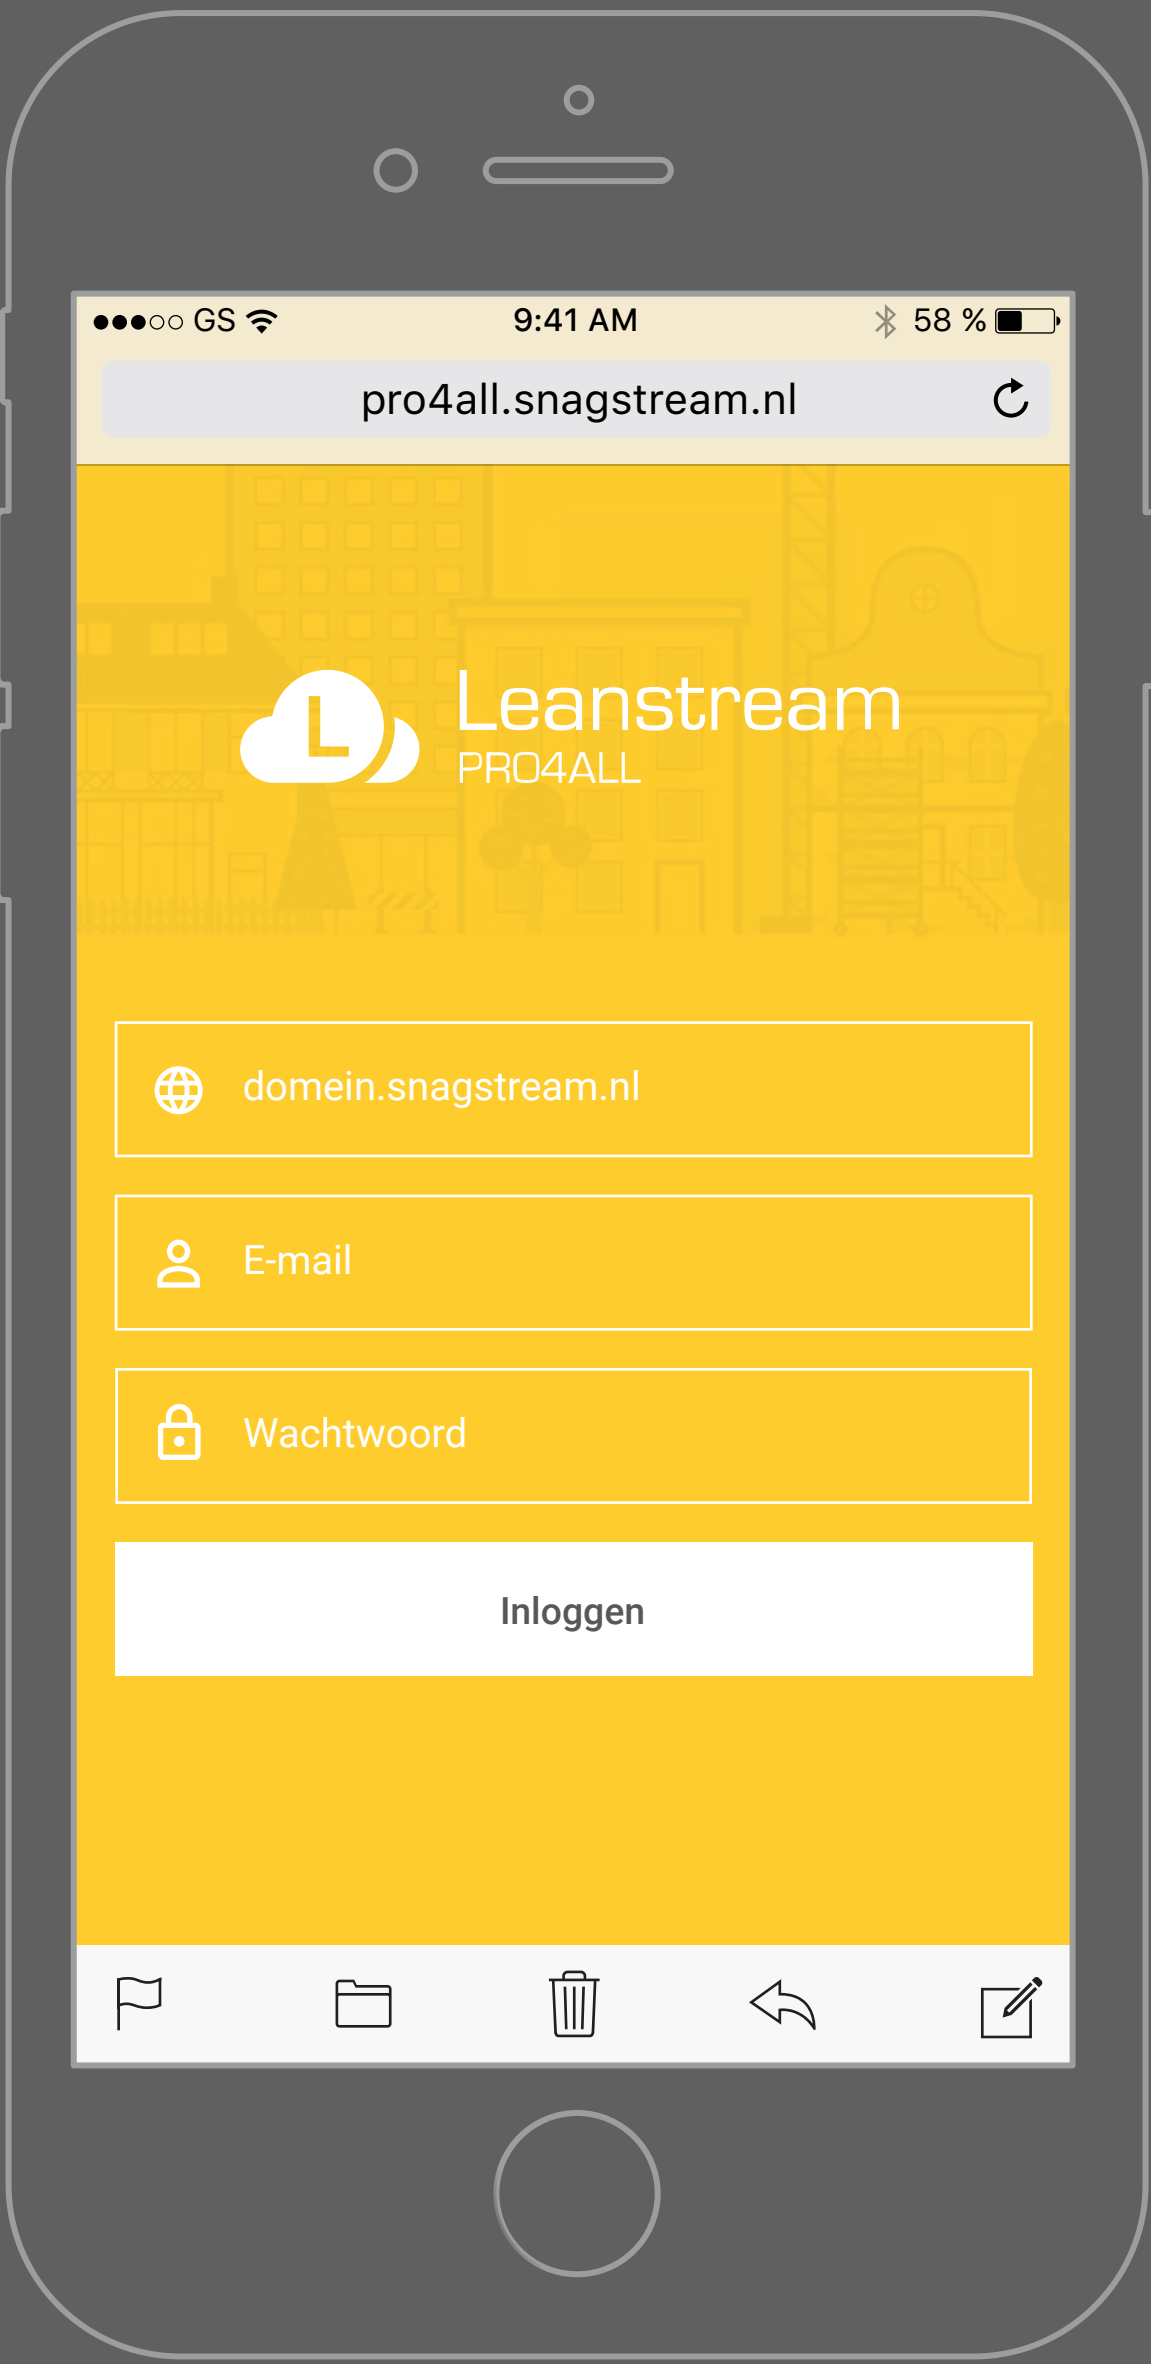 GS 9:41 AM 58 %
pro4all.snagstream.nl
L
Leanstream
PRO4ALL
domein.snagstream.nl
E-mail
Wachtwoord
Inloggen